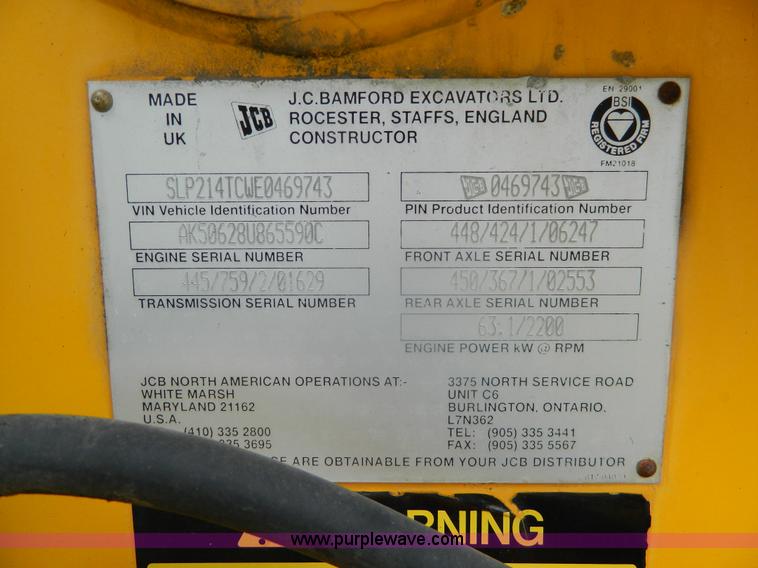 MADE
IN
UK
JCB
J.C.BAMFORD EXCAVATORS LTD.
ROCESTER, STAFFS, ENGLAND
CONSTRUCTOR
EN 29001
BSI
REGISTERED FIRM
FM21018
SLP214TCWE0469743
VIN Vehicle Identification Number
JCB 0469743 JCB
PIN Product Identification Number
AK50628U865590C
ENGINE SERIAL NUMBER
448/424/1/06247
FRONT AXLE SERIAL NUMBER
445/759/2/01629
TRANSMISSION SERIAL NUMBER
450/367/1/02553
REAR AXLE SERIAL NUMBER
63.1/2200
ENGINE POWER kW @ RPM
JCB NORTH AMERICAN OPERATIONS AT:-
WHITE MARSH
MARYLAND 21162
U.S.A.
(410) 335 2800
335 3695
3375 NORTH SERVICE ROAD
UNIT C6
BURLINGTON, ONTARIO,
L7N362
TEL: (905) 335 3441
FAX: (905) 335 5567
SE ARE OBTAINABLE FROM YOUR JCB DISTRIBUTOR
RNING
www.purplewave.com